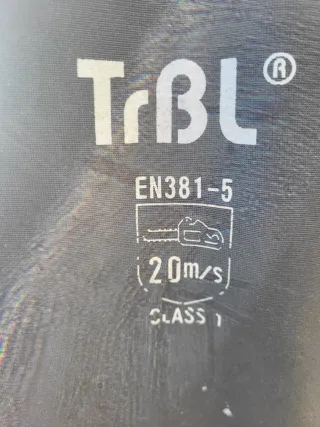 TrBL®
EN381-5
20m/s
CLASS 1